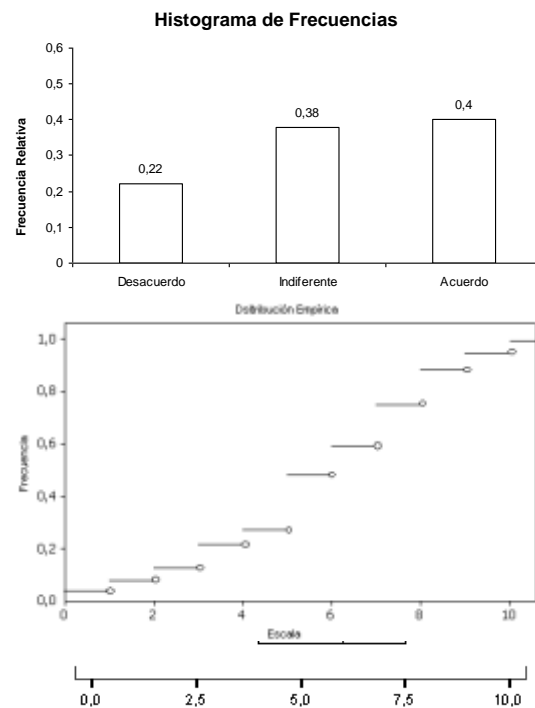 Histograma de Frecuencias
0,6
0,5
0,4
0,3
0,2
0,1
0
Frecuencia Relativa
0,22
0,38
0,4
Desacuerdo Indiferente Acuerdo
Dstribución Empírica
1,0
0,8
0,6
0,4
0,2
0,0
Frecuencia
0 2 4 6 8 10
Escala
0,0 2,5 5,0 7,5 10,0